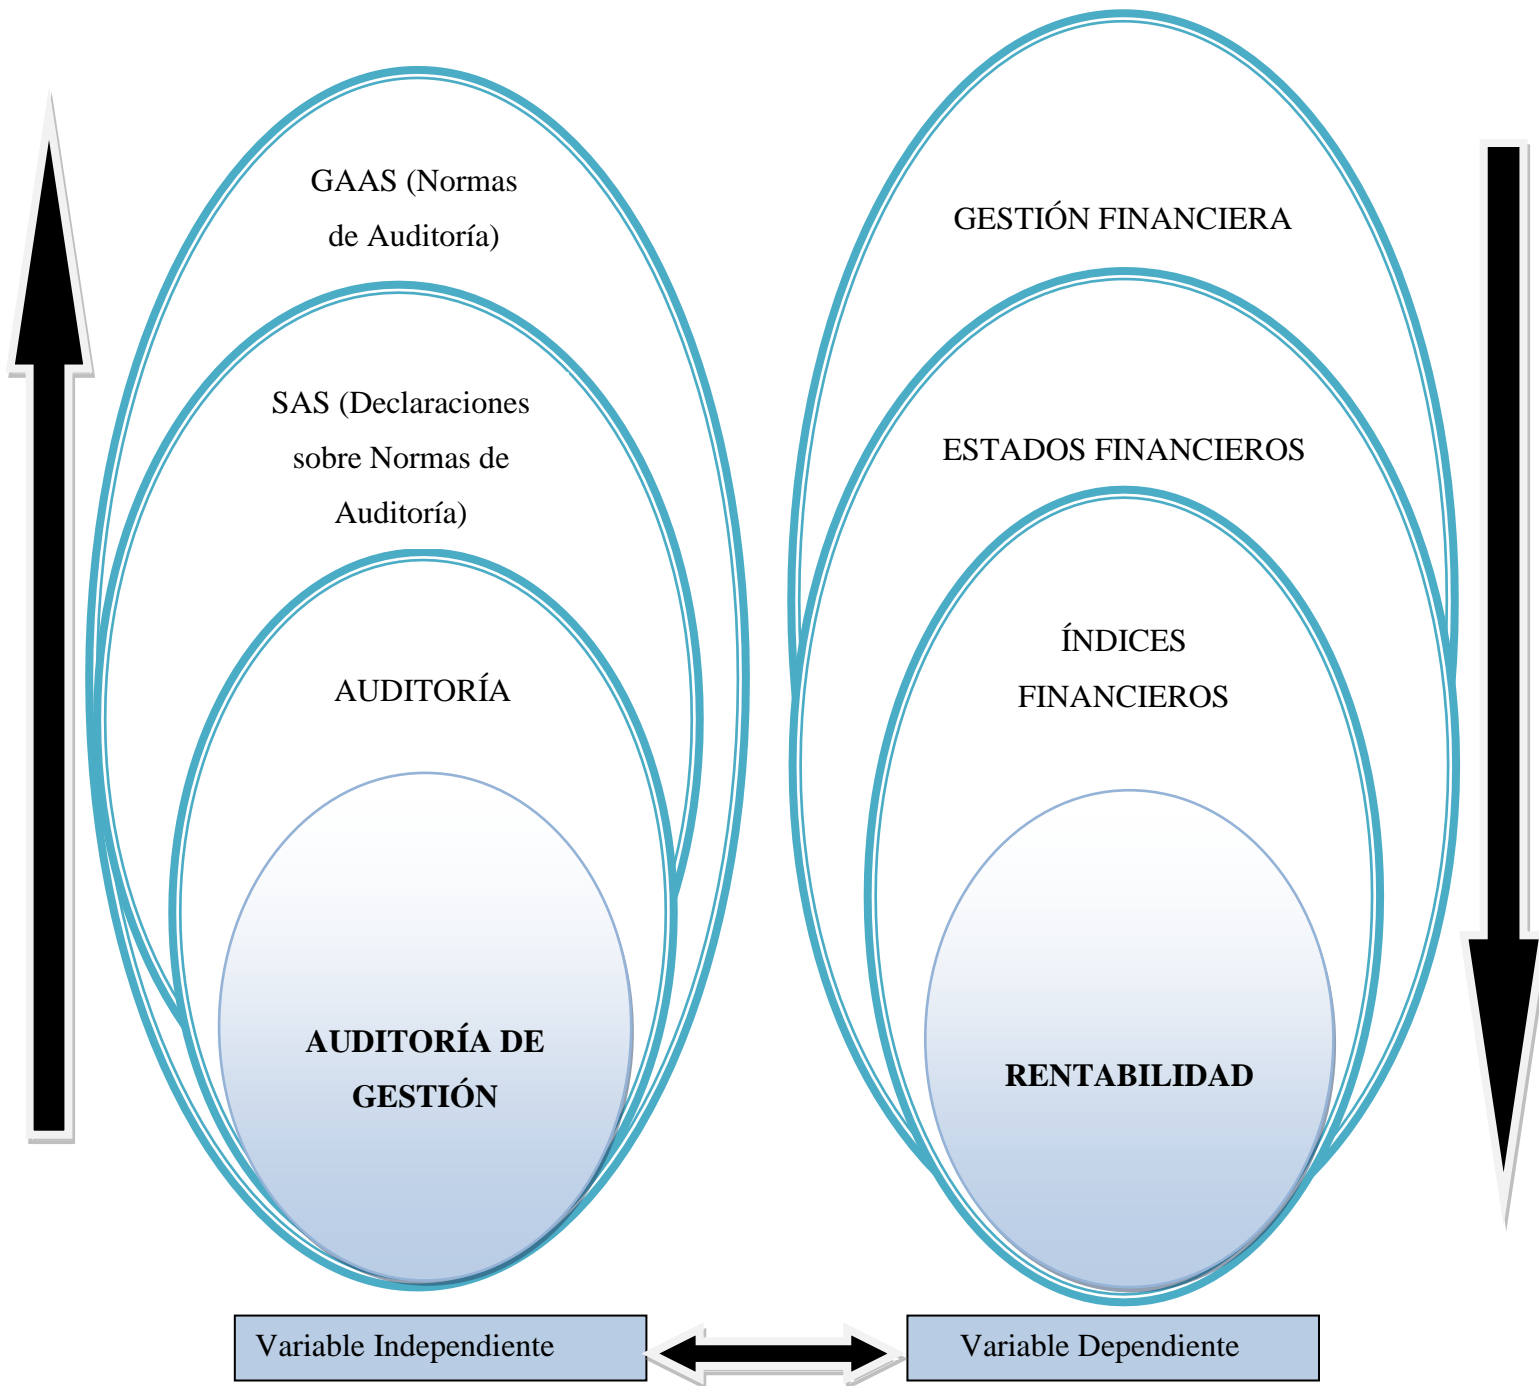 GAAS (Normas
de Auditoría)
SAS (Declaraciones
sobre Normas de
Auditoría)
AUDITORÍA
AUDITORÍA DE
GESTIÓN
Variable Independiente
GESTIÓN FINANCIERA
ESTADOS FINANCIEROS
ÍNDICES
FINANCIEROS
RENTABILIDAD
Variable Dependiente